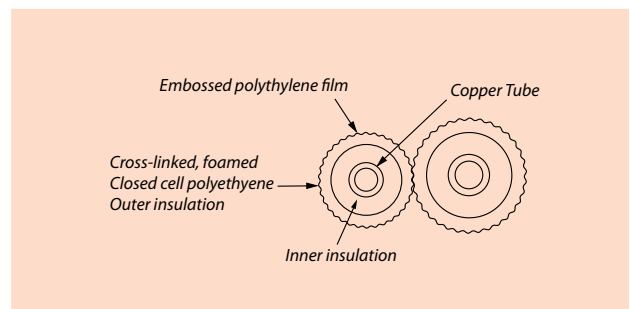 Embossed polythylene film
Copper Tube
Cross-linked, foamed
Closed cell polyethyene
Outer insulation
Inner insulation